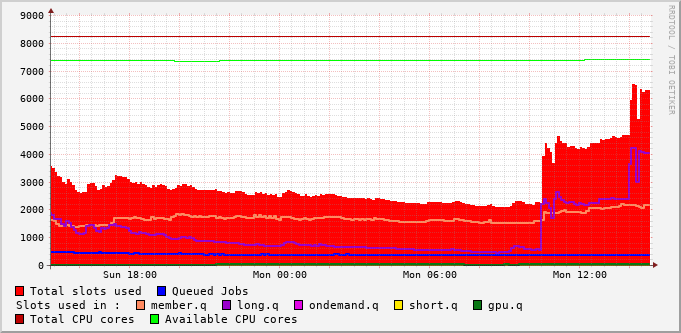 9000
8000
7000
6000
5000
4000
3000
2000
1000
0
Sun 18:00 Mon 00:00 Mon 06:00 Mon 12:00
Total slots used Queued Jobs
Slots used in : member.q long.q ondemand.q short.q gpu.q
Total CPU cores Available CPU cores
RRDTOOL / TOBI OETIKER